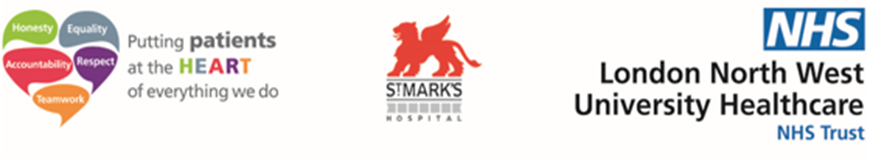 Honesty
Equality
Accountability
Respect
Teamwork
Putting patients
at the HEART
of everything we do
ST MARK'S
HOSPITAL
NHS
London North West
University Healthcare
NHS Trust